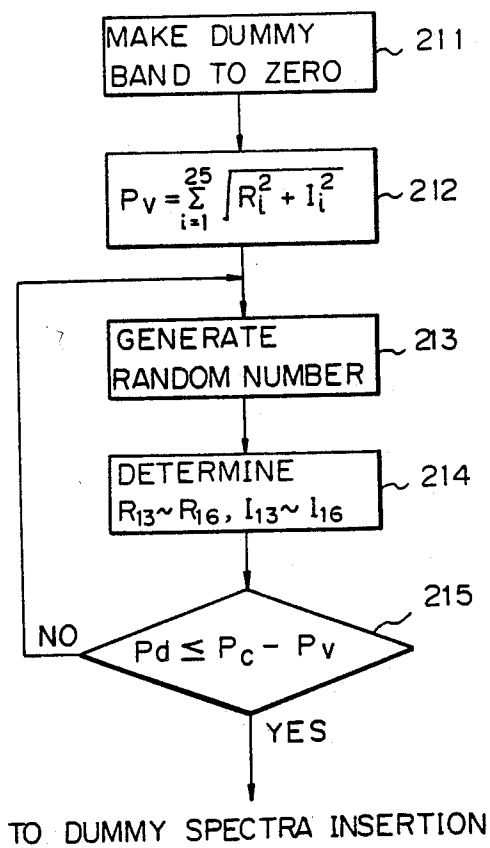 MAKE DUMMY
BAND TO ZERO
211
Pv = Σ_{i=1}^{25} √(R_i^2 + I_i^2)
212
GENERATE
RANDOM NUMBER
213
DETERMINE
R13~R16, I13~I16
214
Pd ≤ Pc − Pv
215
NO
YES
TO DUMMY SPECTRA INSERTION